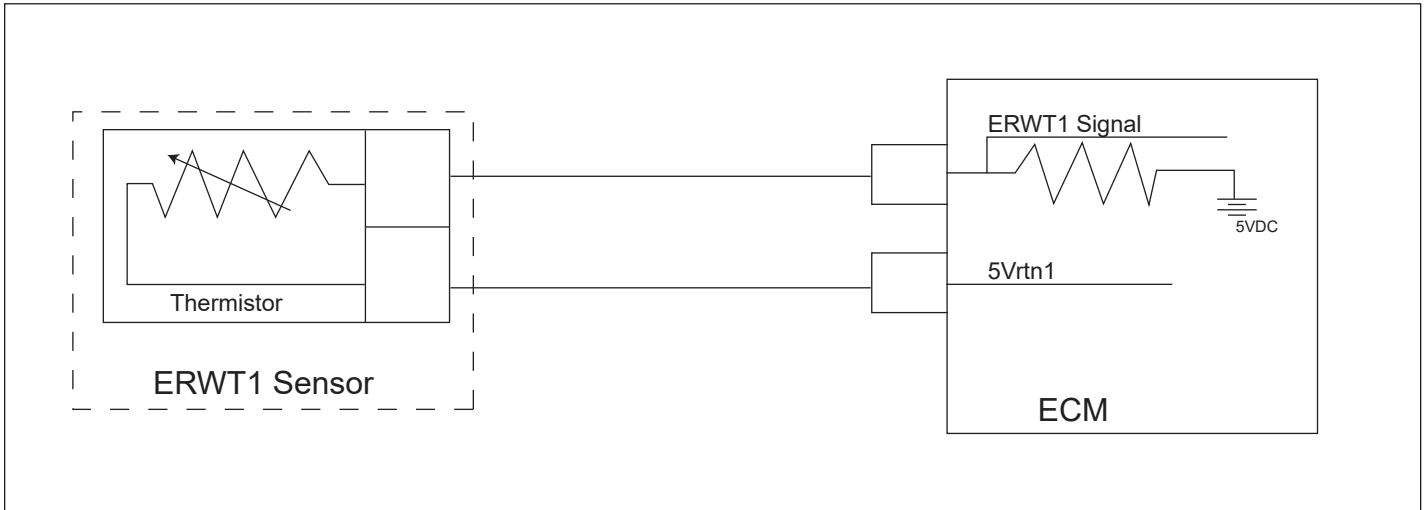 ERWT1 Signal
5VDC
5Vrtn1
Thermistor
ERWT1 Sensor
ECM